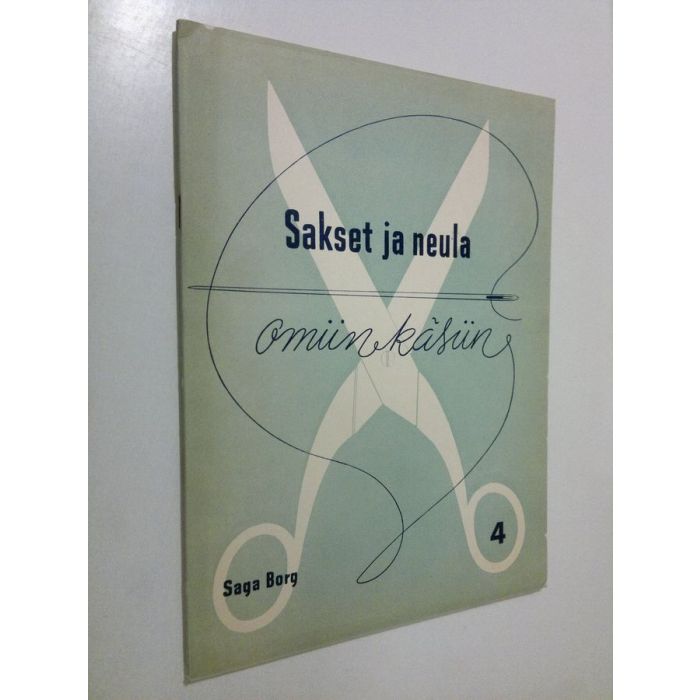 Sakset ja neula
omiin käsiin
4
Saga Borg